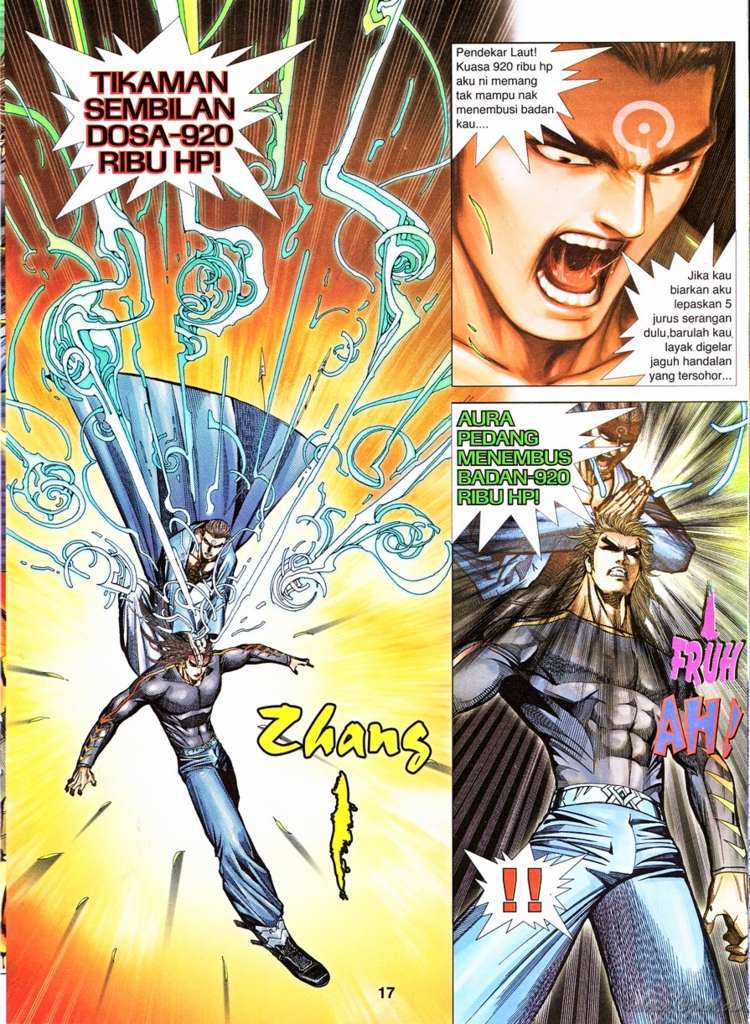 TIKAMAN
SEMBILAN
DOSA-920
RIBU HP!
Pendekar Laut!
Kuasa 920 ribu hp
aku ni memang
tak mampu nak
menembusi badan
kau....
Jika kau
biarkan aku
lepaskan 5
jurus serangan
dulu,barulah kau
layak digelar
jaguh handalan
yang tersohor...
Zhang
!
AURA
PEDANG
MENEMBUS
BADAN-920
RIBU HP!
FRUH
AH!
!!
17